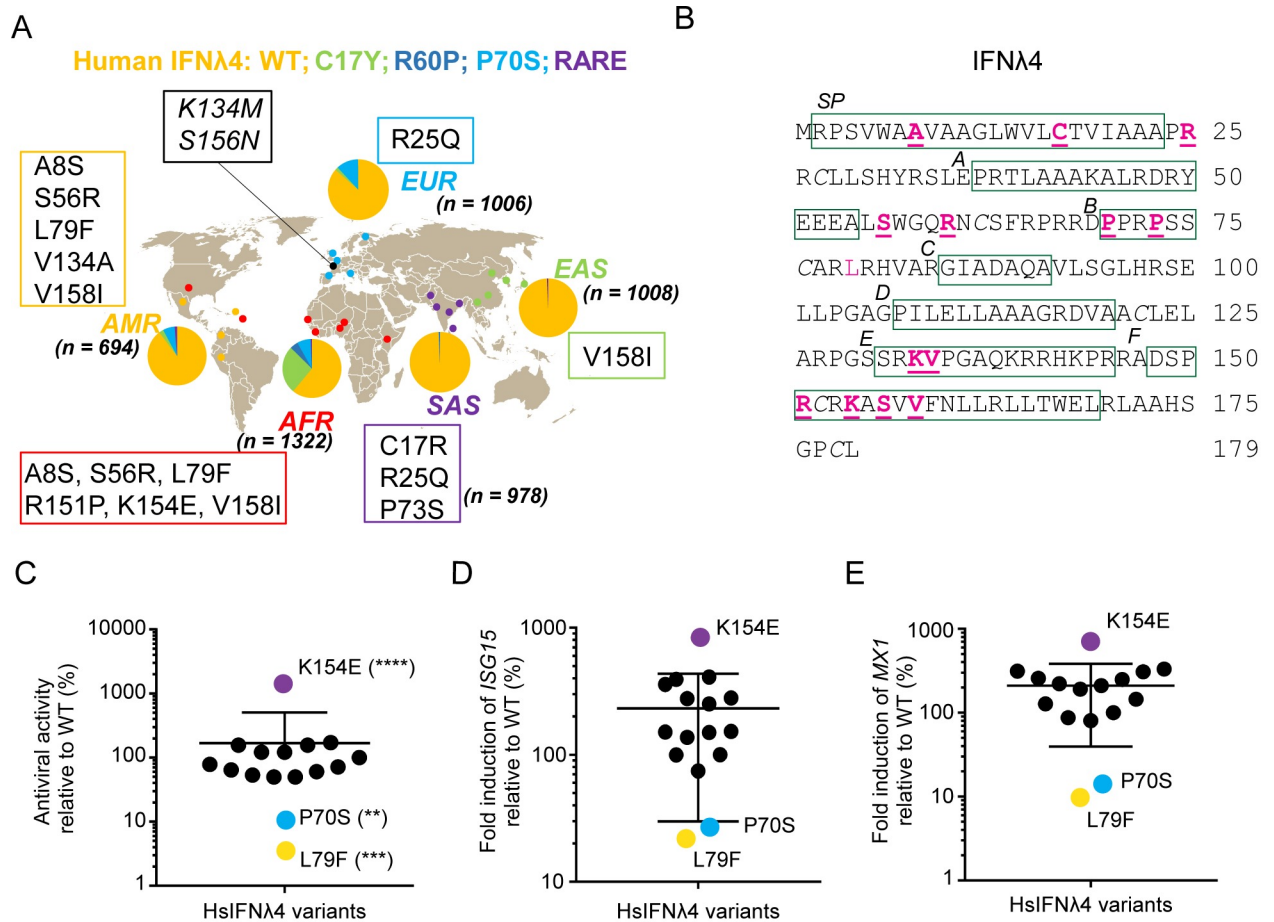 A
Human IFNλ4: WT; C17Y; R60P; P70S; RARE
K134M
S156N
R25Q
EUR
(n = 1006)
A8S
S56R
L79F
V134A
V158I
EAS
(n = 1008)
AMR
(n = 694)
V158I
AFR
(n = 1322)
SAS
C17R
R25Q
P73S
(n = 978)
A8S, S56R, L79F
R151P, K154E, V158I
B
IFNλ4
SP
MRPSVWAAVAAGLWVLCTVIAAAPR 25
A
RCLLSHYRSLEPRTLAAAKALRDRY 50
EEEALSWGQRNCSFRPRRDPPRPSS 75
B
CARLRHVARGIADAQAVLSGLHRSE 100
C
LLPGAGPILELLAAAGRDVAACLEL 125
D
ARPGSSRKVPGAQKRRHKPRRADSP 150
E F
RCRKASVVFNLLRLLTWELRLAAHS 175
GPCL 179
C
Antiviral activity
relative to WT (%)
10000
1000
100
10
1
K154E (****)
P70S (**)
L79F (***)
HsIFNλ4 variants
D
Fold induction of ISG15
relative to WT (%)
1000
100
10
K154E
P70S
L79F
HsIFNλ4 variants
E
Fold induction of MX1
relative to WT (%)
1000
100
10
1
K154E
P70S
L79F
HsIFNλ4 variants